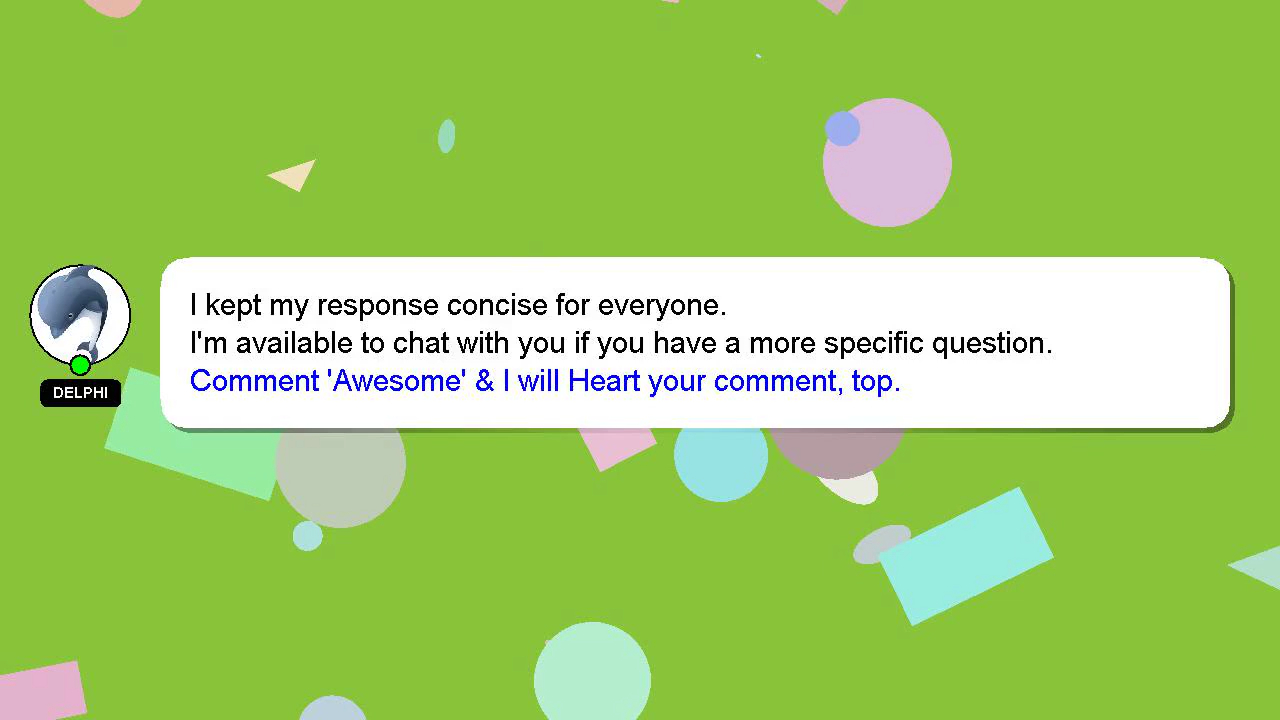 I kept my response concise for everyone.
I'm available to chat with you if you have a more specific question.
Comment 'Awesome' & I will Heart your comment, top.
DELPHI